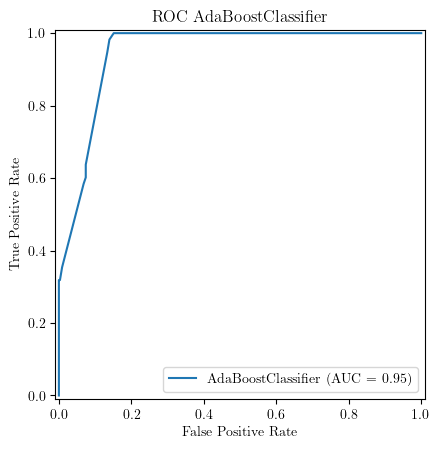 ROC AdaBoostClassifier
True Positive Rate
1.0
0.8
0.6
0.4
0.2
0.0
AdaBoostClassifier (AUC = 0.95)
0.0 0.2 0.4 0.6 0.8 1.0
False Positive Rate